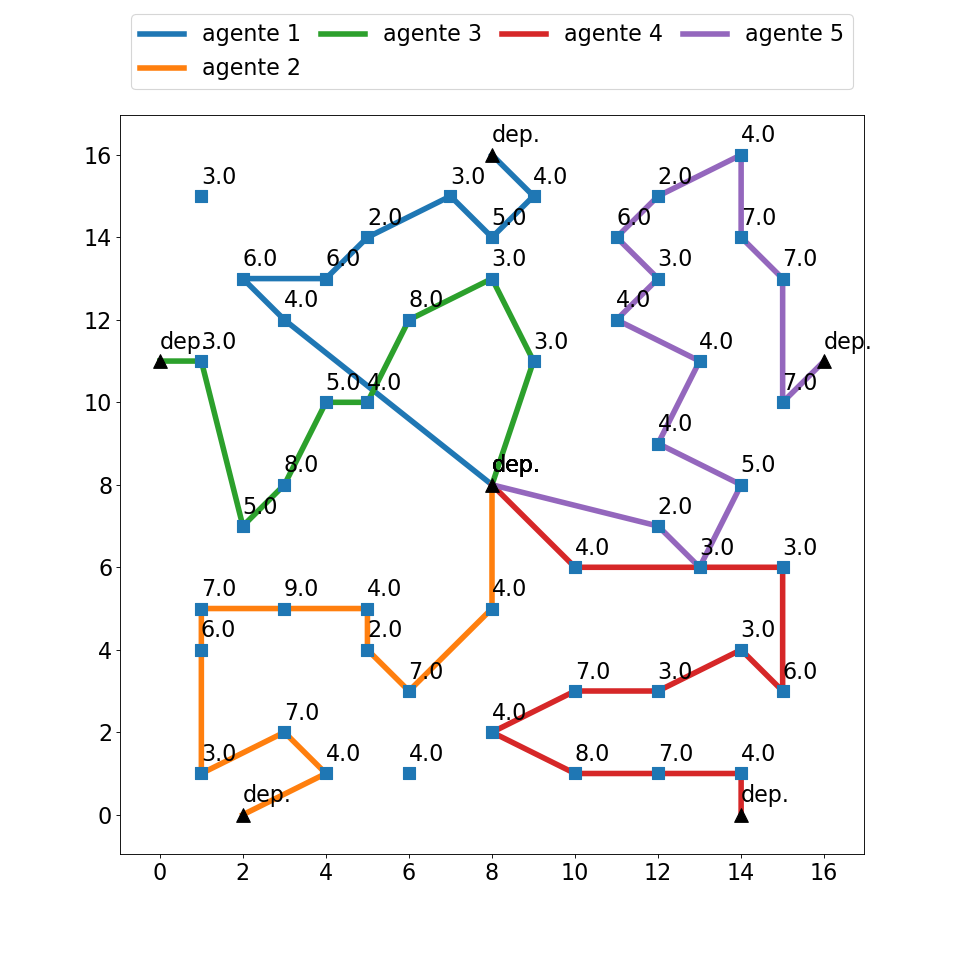 agente 1 agente 3 agente 4 agente 5
agente 2
dep. 4.0
16
3.0 3.0 4.0 2.0
2.0 5.0 6.0 7.0
14
6.0 6.0 3.0 3.0 7.0
4.0 8.0 4.0
12
dep. 3.0 3.0 4.0 dep.
5.0 4.0 7.0
10
4.0
8.0 dep. dep. 5.0
8
5.0 2.0
4.0 3.0 3.0
6
7.0 9.0 4.0 4.0
6.0 2.0 3.0
4
7.0 7.0 3.0 6.0
7.0 4.0
2
3.0 4.0 4.0 8.0 7.0 4.0
dep. dep.
0
0 2 4 6 8 10 12 14 16